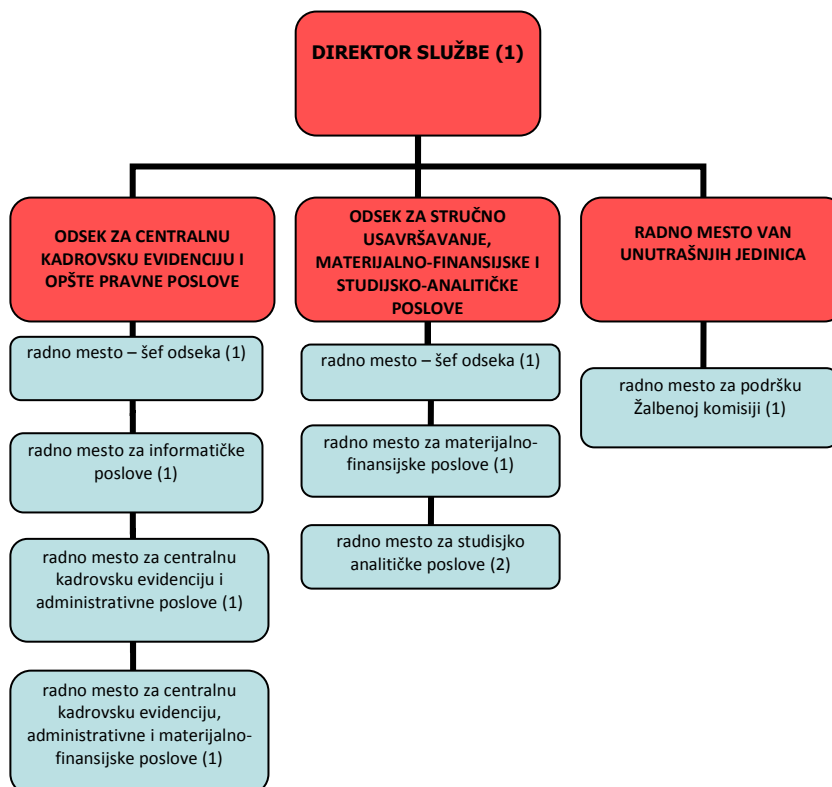 DIREKTOR SLUŽBE (1)
ODSEK ZA CENTRALNU
KADROVSKU EVIDENCIJU I
OPŠTE PRAVNE POSLOVE
radno mesto – šef odseka (1)
radno mesto za informatičke
poslove (1)
radno mesto za centralnu
kadrovsku evidenciju i
administrativne poslove (1)
radno mesto za centralnu
kadrovsku evidenciju,
administrativne i materijalno-
finansijske poslove (1)
ODSEK ZA STRUČNO
USAVRŠAVANJE,
MATERIJALNO-FINANSIJSKE I
STUDIJSKO-ANALITIČKE
POSLOVE
radno mesto – šef odseka (1)
radno mesto za materijalno-
finansijske poslove (1)
radno mesto za studisjko
analitičke poslove (2)
RADNO MESTO VAN
UNUTRAŠNJIH JEDINICA
radno mesto za podršku
Žalbenoj komisiji (1)